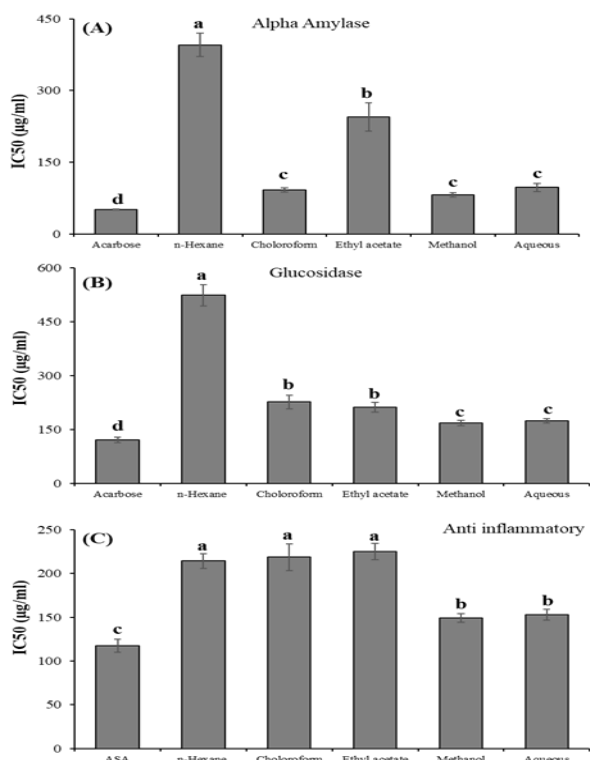 (A) Alpha Amylase
IC50 (µg/ml)
450
300
150
0
d a c b c c
Acarbose n-Hexane Choloroform Ethyl acetate Methanol Aqueous
(B) Glucosidase
IC50 (µg/ml)
600
450
300
150
0
d a b b c c
Acarbose n-Hexane Choloroform Ethyl acetate Methanol Aqueous
(C) Anti inflammatory
IC50 (µg/ml)
250
200
150
100
50
0
c a a a b b
ASA n-Hexane Choloroform Ethyl acetate Methanol Aqueous